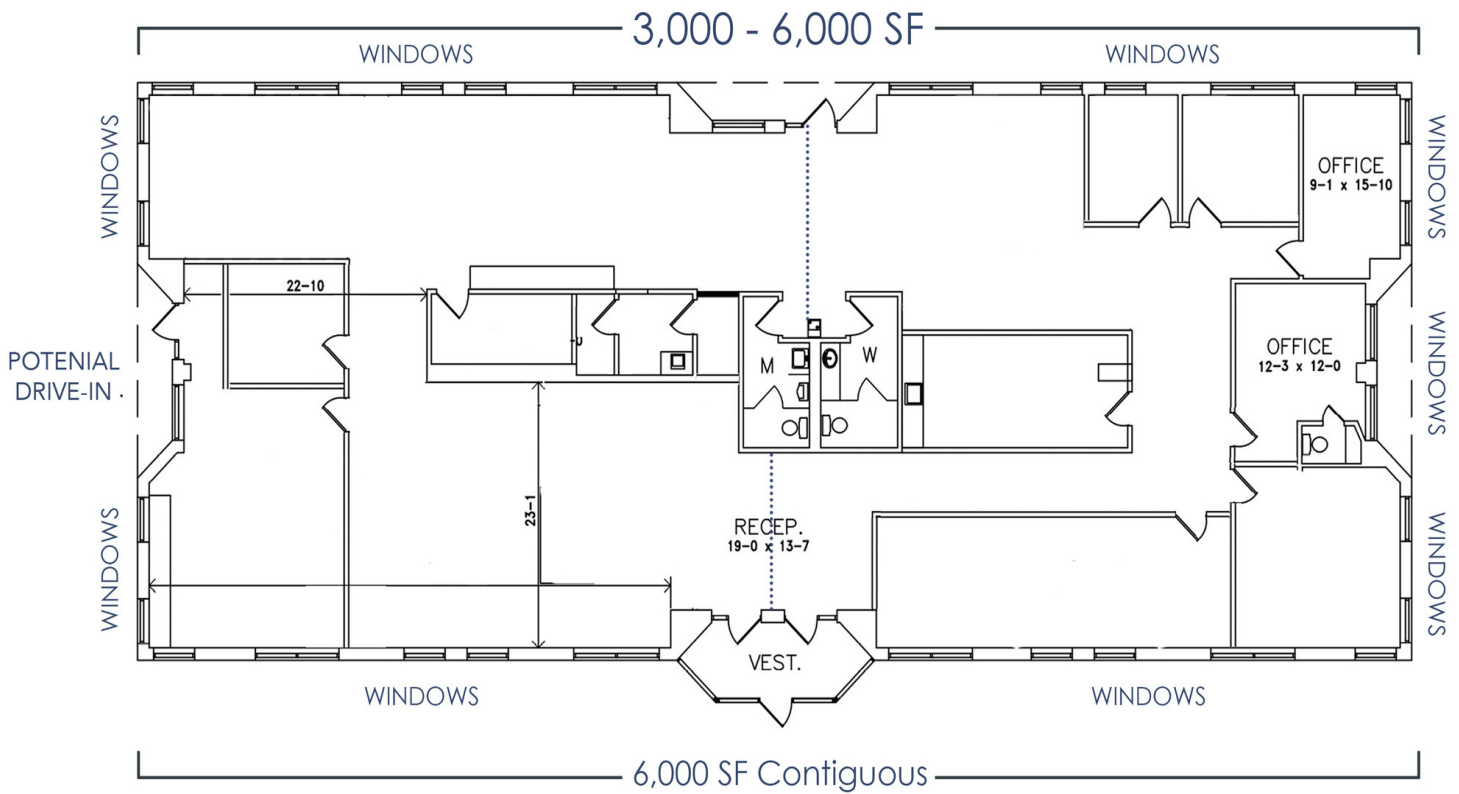 3,000 - 6,000 SF
WINDOWS
WINDOWS
WINDOWS
WINDOWS
OFFICE
9-1 x 15-10
22-10
POTENIAL
DRIVE-IN .
M
W
OFFICE
12-3 x 12-0
WINDOWS
23-1
RECEP.
19-0 x 13-7
WINDOWS
WINDOWS
VEST.
WINDOWS
WINDOWS
6,000 SF Contiguous